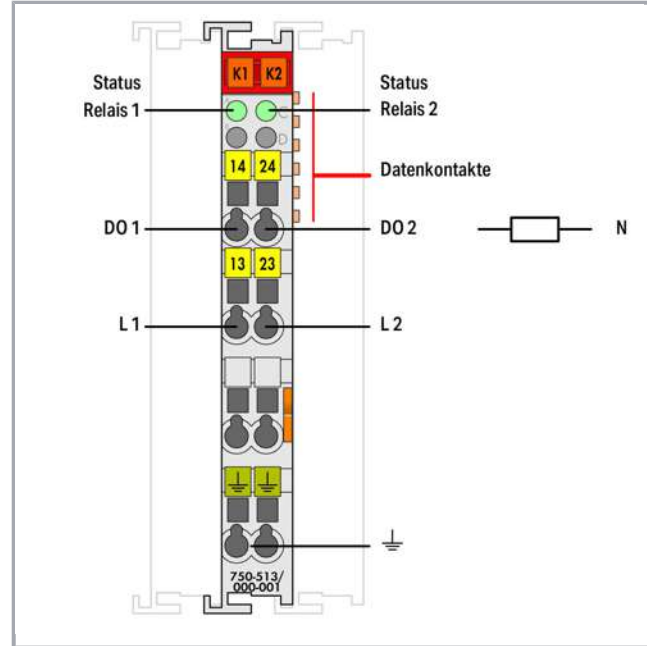 K1 K2
Status
Relais 1
Status
Relais 2
C
D
14 24
Datenkontakte
DO 1
DO 2
N
13 23
L 1
L 2
750-513/
000-001